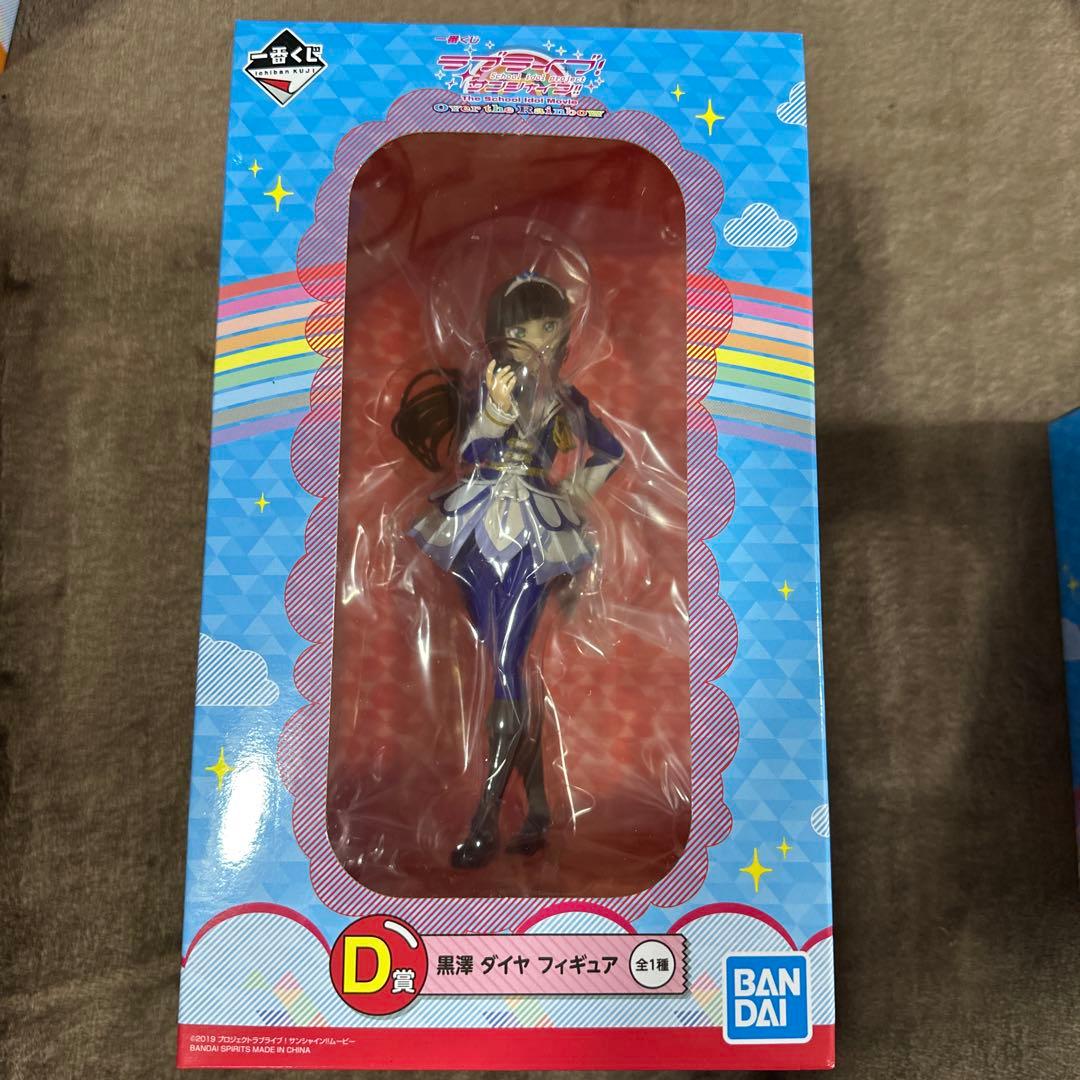 一番くじ
Ichiban KUJI
一番くじ
ラブライブ!
School idol project
サンシャイン!!
The School Idol Movie
Over the Rainbow
D賞
黒澤 ダイヤ フィギュア 全1種
BAN
DAI
©2019 プロジェクトラブライブ!サンシャイン!!ムービー
BANDAI SPIRITS MADE IN CHINA